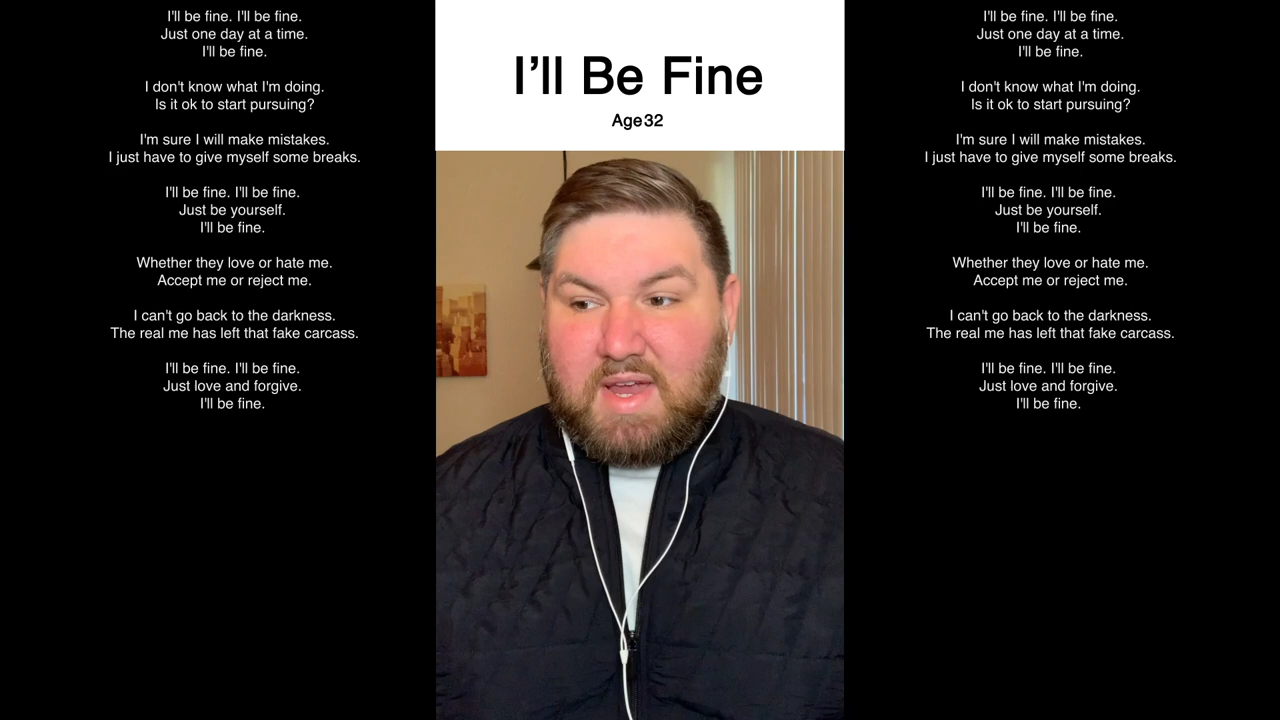 I'll be fine. I'll be fine.
Just one day at a time.
I'll be fine.
I don't know what I'm doing.
Is it ok to start pursuing?
I'm sure I will make mistakes.
I just have to give myself some breaks.
I'll be fine. I'll be fine.
Just be yourself.
I'll be fine.
Whether they love or hate me.
Accept me or reject me.
I can't go back to the darkness.
The real me has left that fake carcass.
I'll be fine. I'll be fine.
Just love and forgive.
I'll be fine.
I’ll Be Fine
Age 32
I'll be fine. I'll be fine.
Just one day at a time.
I'll be fine.
I don't know what I'm doing.
Is it ok to start pursuing?
I'm sure I will make mistakes.
I just have to give myself some breaks.
I'll be fine. I'll be fine.
Just be yourself.
I'll be fine.
Whether they love or hate me.
Accept me or reject me.
I can't go back to the darkness.
The real me has left that fake carcass.
I'll be fine. I'll be fine.
Just love and forgive.
I'll be fine.